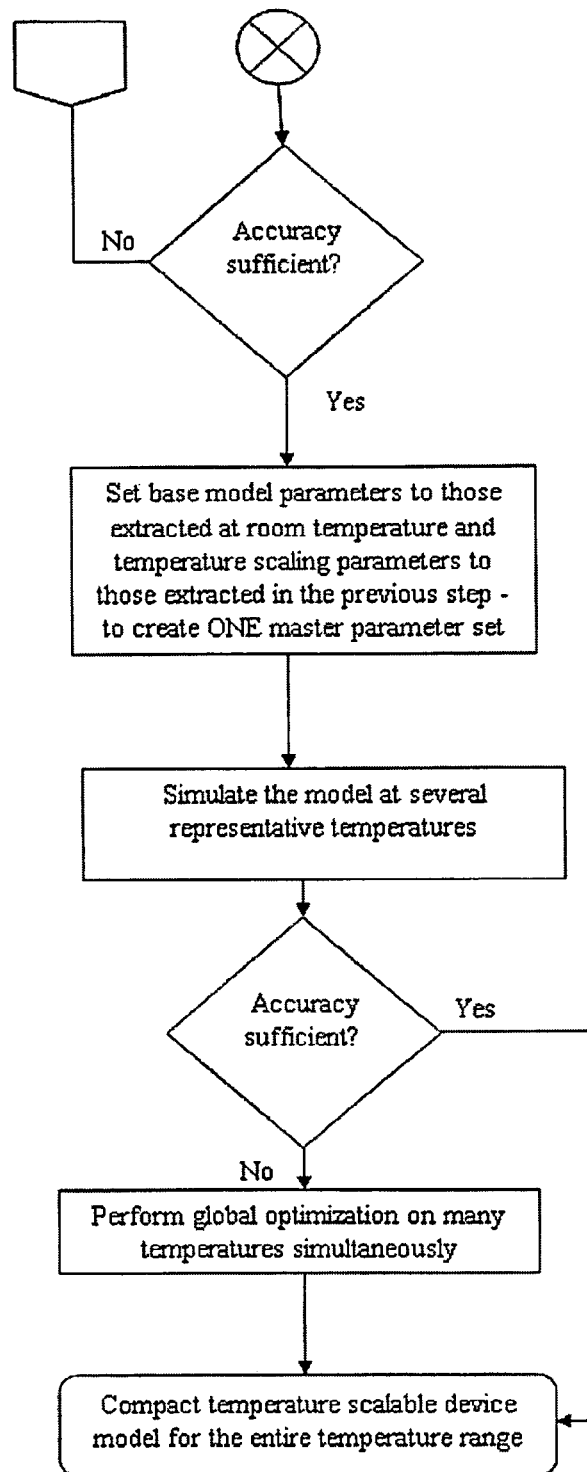 Accuracy
sufficient?
No
Yes
Set base model parameters to those
extracted at room temperature and
temperature scaling parameters to
those extracted in the previous step -
to create ONE master parameter set
Simulate the model at several
representative temperatures
Accuracy
sufficient?
Yes
No
Perform global optimization on many
temperatures simultaneously
Compact temperature scalable device
model for the entire temperature range